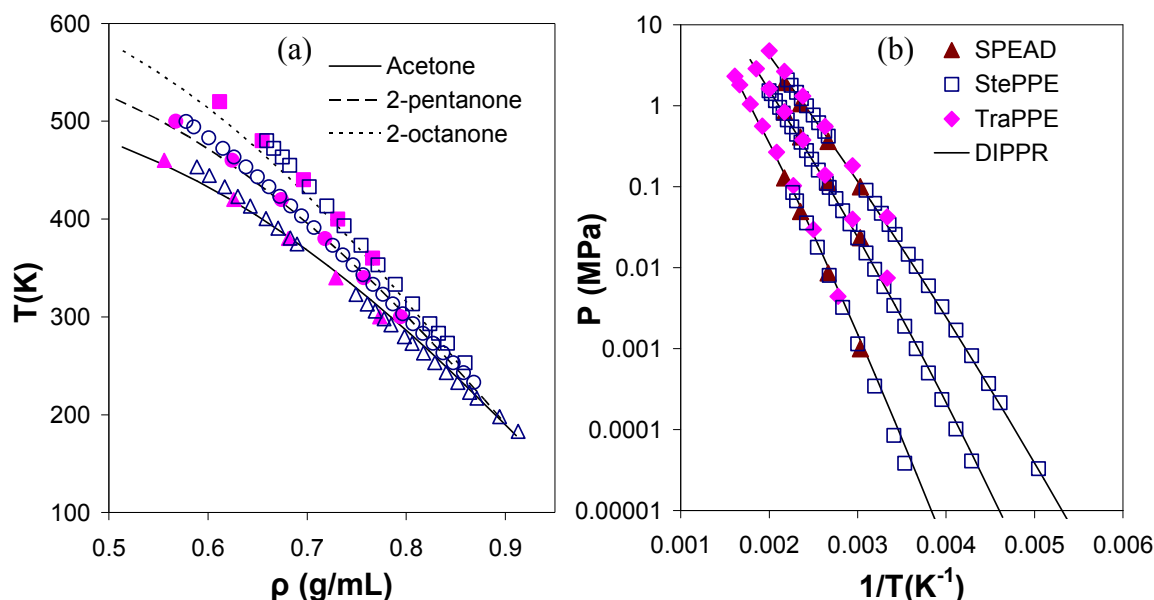 (a)
Acetone
2-pentanone
2-octanone
600
500
400
300
200
100
T(K)
0.5 0.6 0.7 0.8 0.9
ρ (g/mL)
(b)
SPEAD
StePPE
TraPPE
DIPPR
10
1
0.1
0.01
0.001
0.0001
0.00001
P (MPa)
0.001 0.002 0.003 0.004 0.005 0.006
1/T(K⁻¹)